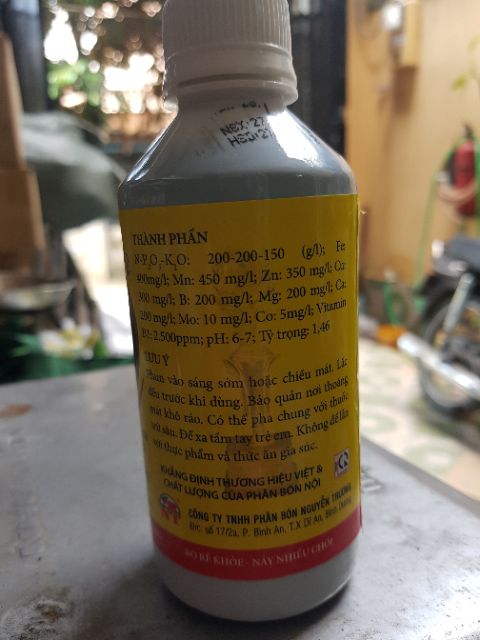 NSX: 27
HSD: 27
THÀNH PHẦN
N-P₂O₅-K₂O: 200-200-150 (g/l); Fe:
400mg/l; Mn: 450 mg/l; Zn: 350 mg/l; Cu:
300 mg/l; B: 200 mg/l; Mg: 200 mg/l; Ca:
200 mg/l; Mo: 10 mg/l; Co: 5mg/l; Vitamin
B1: 2.500ppm; pH: 6-7; Tỷ trọng: 1,46
LƯU Ý
Phun vào sáng sớm hoặc chiều mát. Lắc
đều trước khi dùng. Bảo quản nơi thoáng
mát khô ráo. Có thể pha chung với thuốc
trừ sâu. Để xa tầm tay trẻ em. Không để lẫn
với thực phẩm và thức ăn gia súc.
KHẲNG ĐỊNH THƯƠNG HIỆU VIỆT &
CHẤT LƯỢNG CỦA PHÂN BÓN NỘI
CÔNG TY TNHH PHÂN BÓN NGUYỄN THƯƠNG
Đ/c: số 17/2a, P. Bình An, T.X Dĩ An, Bình Dương
BỘ RỄ KHỎE - NẢY NHIỀU CHỒI